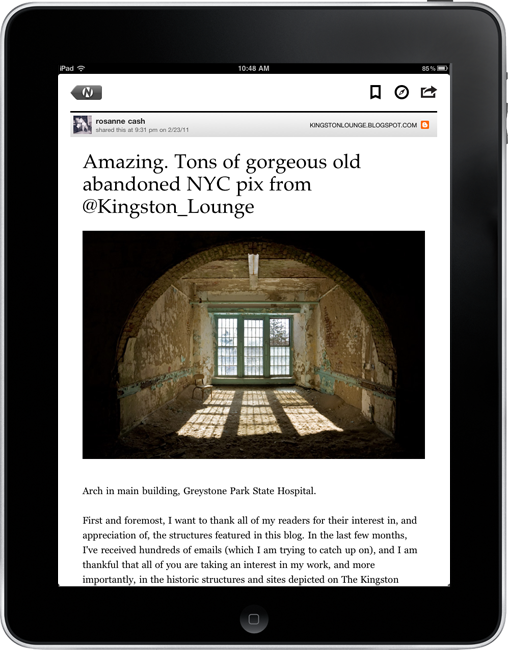 iPad 10:48 AM 85%
N
rosanne cash
shared this at 9:31 pm on 2/23/11
KINGSTONLOUNGE.BLOGSPOT.COM
Amazing. Tons of gorgeous old
abandoned NYC pix from
@Kingston_Lounge
Arch in main building, Greystone Park State Hospital.
First and foremost, I want to thank all of my readers for their interest in, and
appreciation of, the structures featured in this blog. In the last few months,
I've received hundreds of emails (which I am trying to catch up on), and I am
thankful that all of you are taking an interest in my work, and more
importantly, in the historic structures and sites depicted on The Kingston